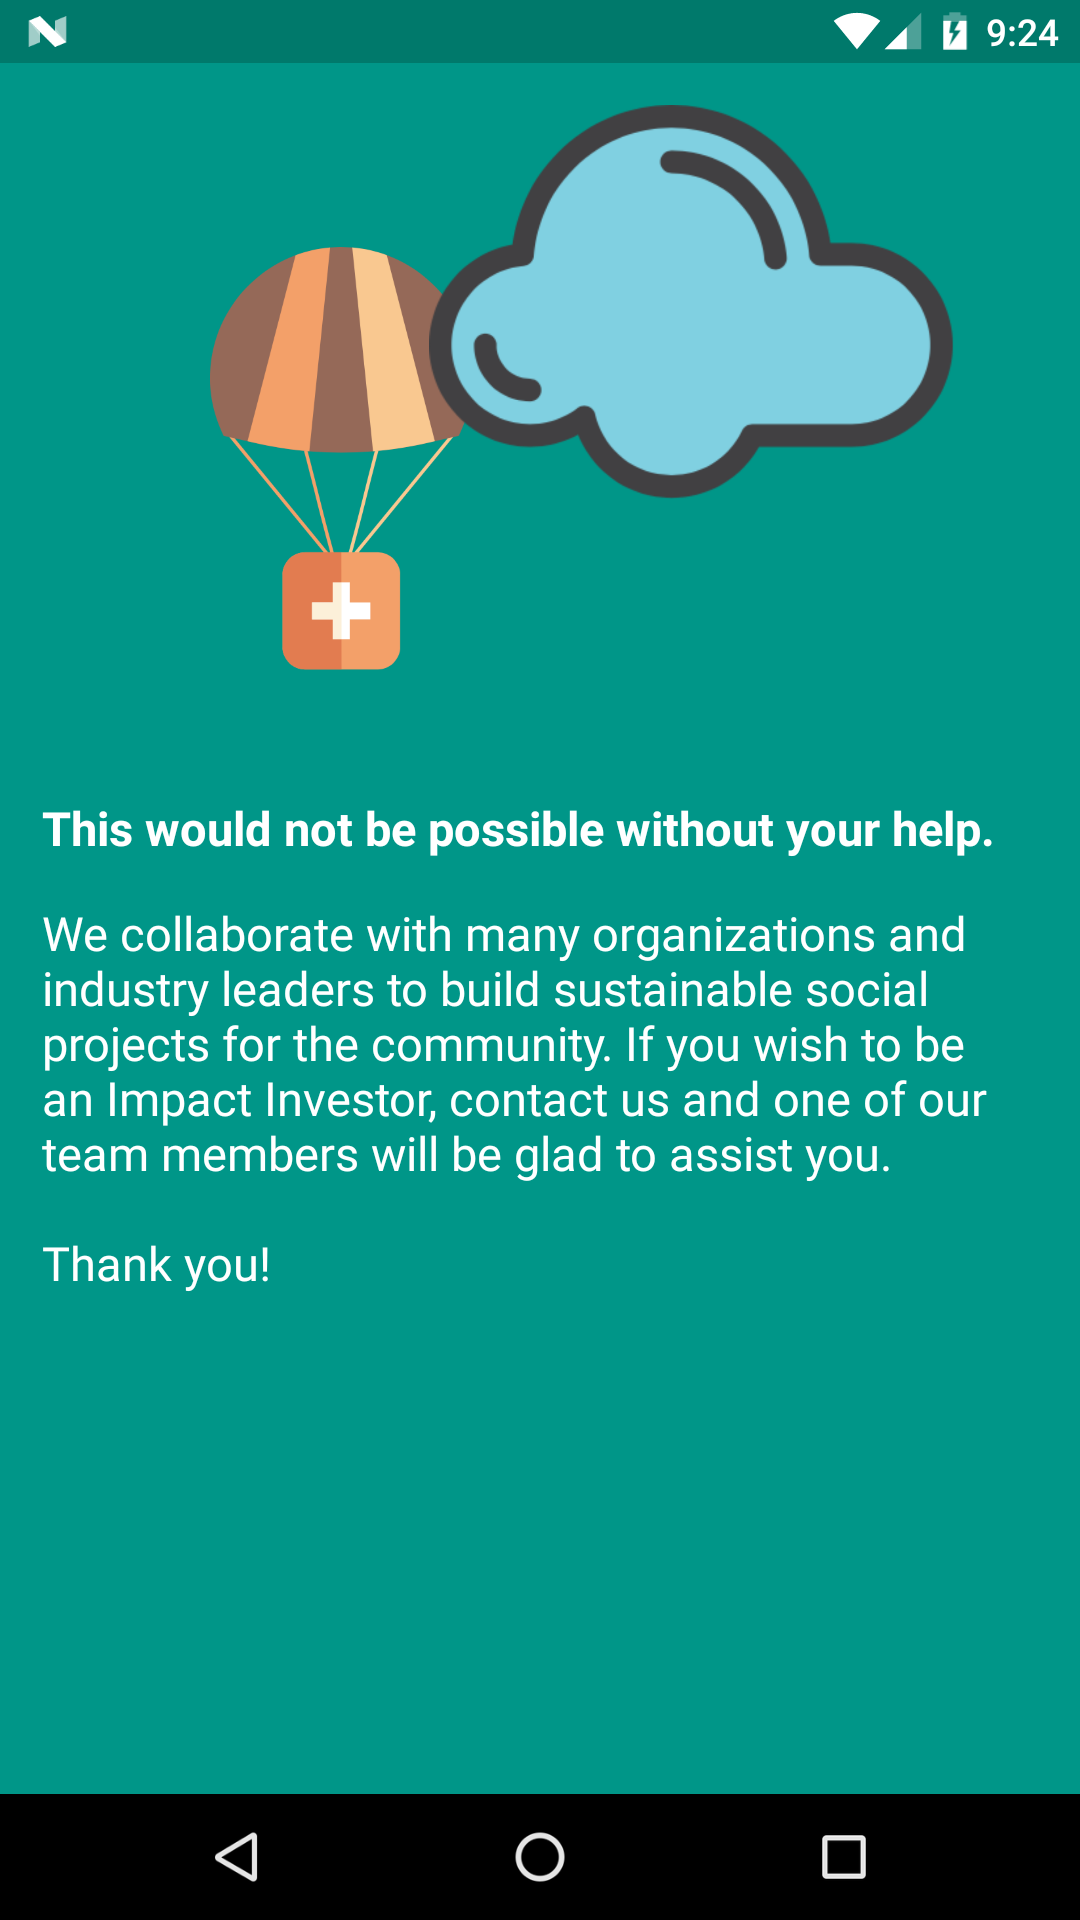 9:24
This would not be possible without your help.
We collaborate with many organizations and
industry leaders to build sustainable social
projects for the community. If you wish to be
an Impact Investor, contact us and one of our
team members will be glad to assist you.
Thank you!